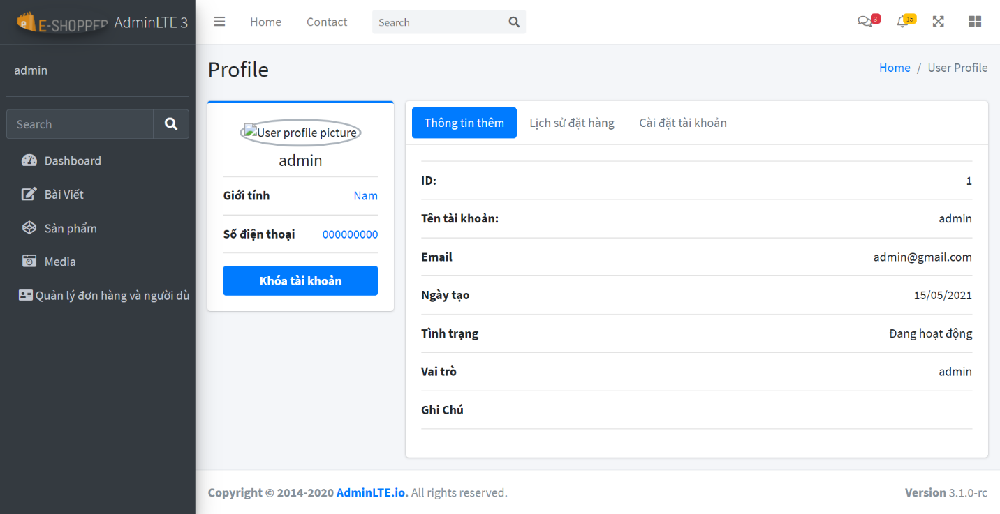 E-SHOPPER AdminLTE 3
Home
Contact
Search
3
15
admin
Search
Dashboard
Bài Viết
Sản phẩm
Media
Quản lý đơn hàng và người dù
Profile
Home / User Profile
User profile picture
admin
Giới tính Nam
Số điện thoại 000000000
Khóa tài khoản
Thông tin thêm
Lịch sử đặt hàng
Cài đặt tài khoản
ID: 1
Tên tài khoản: admin
Email admin@gmail.com
Ngày tạo 15/05/2021
Tình trạng Đang hoạt động
Vai trò admin
Ghi Chú
Copyright © 2014-2020 AdminLTE.io. All rights reserved.
Version 3.1.0-rc